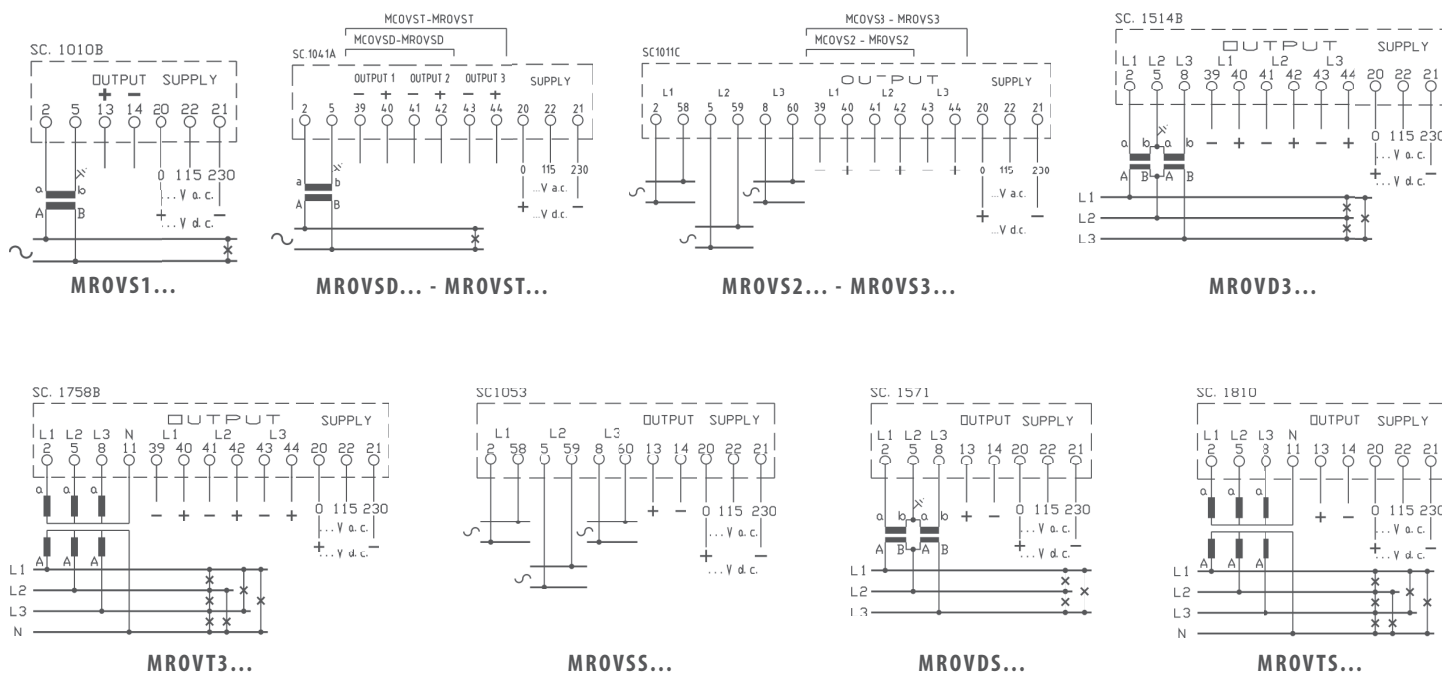 SC. 1010B
OUTPUT SUPPLY
+ −
2 5 13 14 20 22 21
a b
A B
0 115 230
...V a.c.
+ −
...V d.c.
MROVS1...
MCOVST-MROVST
MCOVSD-MROVSD
SC.1041A
OUTPUT 1 OUTPUT 2 OUTPUT 3 SUPPLY
− + − + − +
2 5 39 40 41 42 43 44 20 22 21
a b
A B
0 115 230
...V a.c.
+ −
...V d.c.
MROVSD... - MROVST...
MCOVS3 - MROVS3
MCOVS2 - MROVS2
SC1011C
OUTPUT SUPPLY
L1 L2 L3 L1 L2 L3
2 58 5 59 8 60 39 40 41 42 43 44 20 22 21
− + − + − +
0 115 230
...V a.c.
+ −
...V d.c.
MROVS2... - MROVS3...
SC. 1514B
OUTPUT SUPPLY
L1 L2 L3 L1 L2 L3
2 5 8 39 40 41 42 43 44 20 22 21
a b a b
A B A B
− + − + − +
0 115 230
...V a.c.
+ −
...V d.c.
L1
L2
L3
MROVD3...
SC. 1758B
OUTPUT SUPPLY
L1 L2 L3 N L1 L2 L3
2 5 8 11 39 40 41 42 43 44 20 22 21
a a a
A A A
− + − + − +
0 115 230
...V a.c.
+ −
...V d.c.
L1
L2
L3
N
MROVT3...
SC1053
OUTPUT SUPPLY
L1 L2 L3
2 58 5 59 8 60 13 14 20 22 21
+ −
0 115 230
...V a.c.
+ −
...V d.c.
MROVSS...
SC. 1571
OUTPUT SUPPLY
L1 L2 L3
2 5 8 13 14 20 22 21
a b a b
A B A B
+ −
0 115 230
...V a.c.
+ −
...V d.c.
L1
L2
L3
MROVDS...
SC. 1810
OUTPUT SUPPLY
L1 L2 L3 N
2 5 8 11 13 14 20 22 21
a a a
A A A
+ −
0 115 230
...V a.c.
+ −
...V d.c.
L1
L2
L3
N
MROVTS...